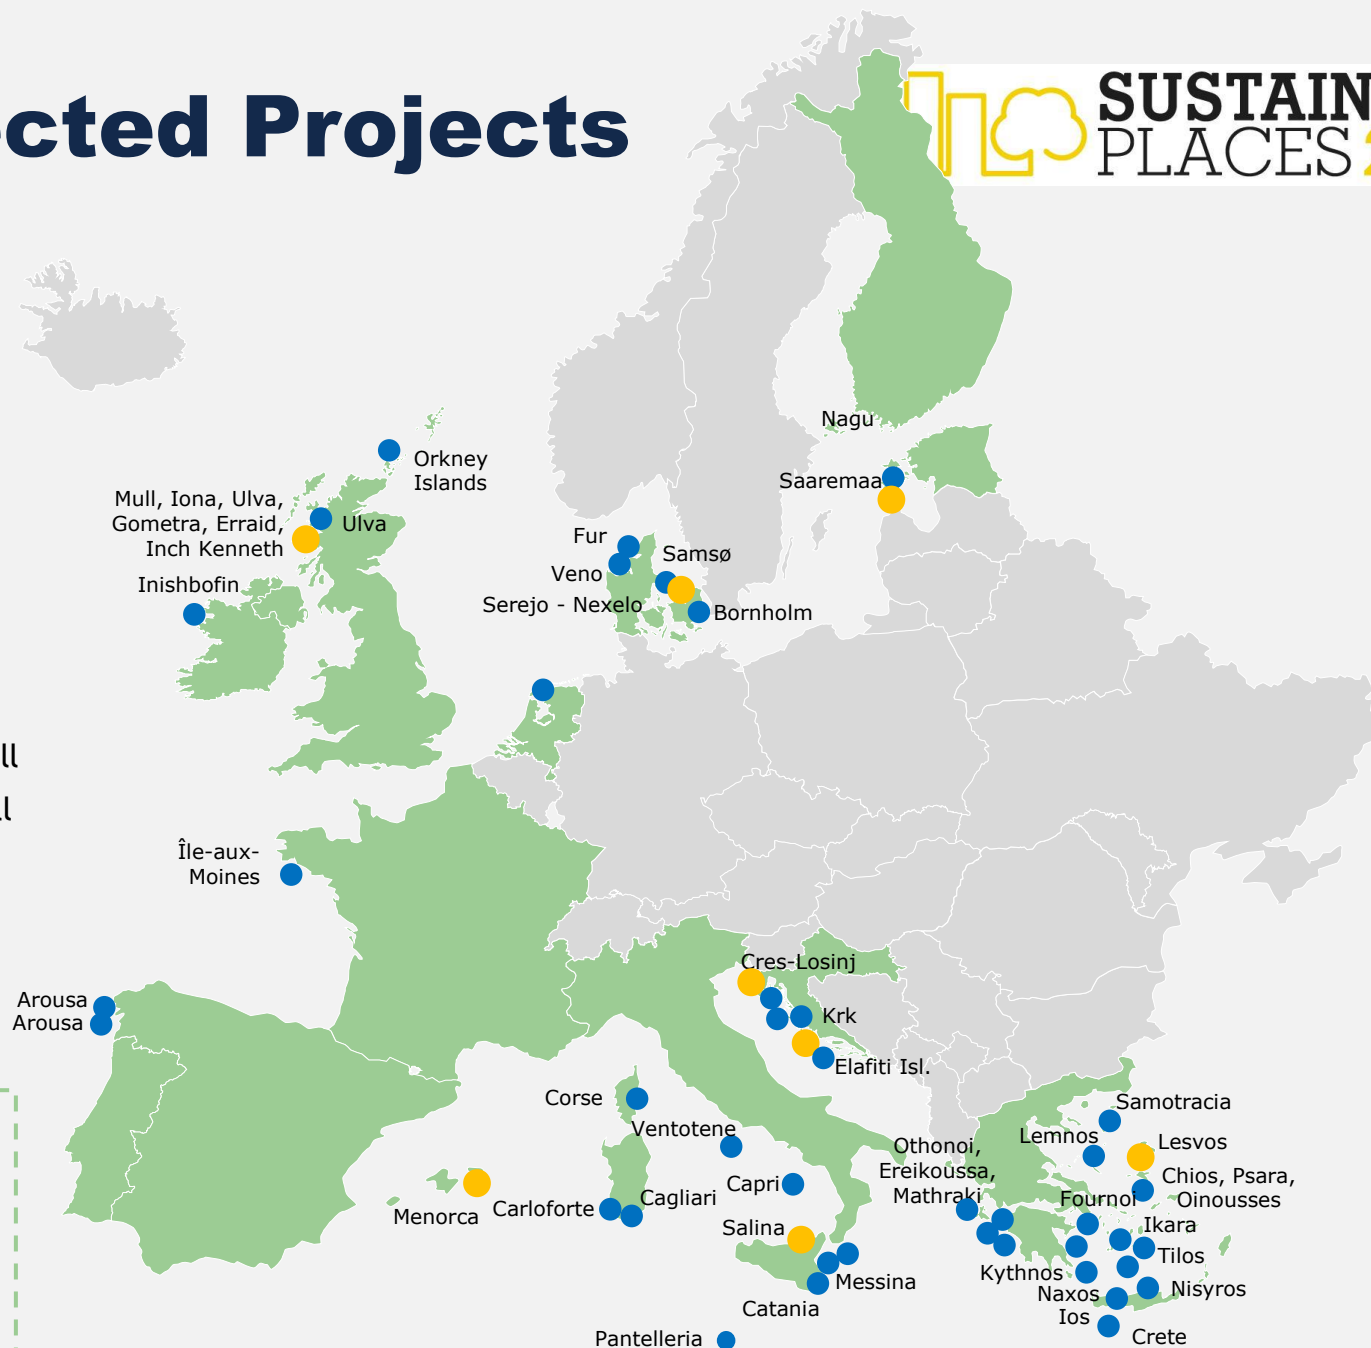 cted Projects
SUSTAIN
PLACES 2
Nagu
Saaremaa
Orkney
Islands
Mull, Iona, Ulva,
Gometra, Erraid,
Inch Kenneth
Ulva
Inishbofin
Fur
Samsø
Veno
Serejo - Nexelo
Bornholm
ll
ll
Île-aux-
Moines
Cres-Losinj
Arousa
Arousa
Krk
Elafiti Isl.
Corse
Ventotene
Samotracia
Lemnos
Lesvos
Othonoi,
Ereikoussa,
Mathraki
Chios, Psara,
Oinousses
Capri
Cagliari
Carloforte
Menorca
Fournoi
Salina
Ikara
Tilos
Kythnos
Messina
Naxos
Nisyros
Catania
Ios
Crete
Pantelleria